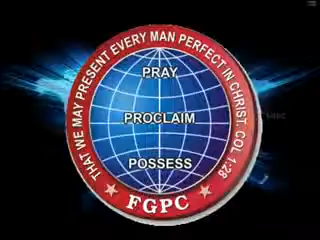 THAT WE MAY PRESENT EVERY MAN PERFECT IN CHRIST. COL 1:28
PRAY
PROCLAIM
POSSESS
FGPC